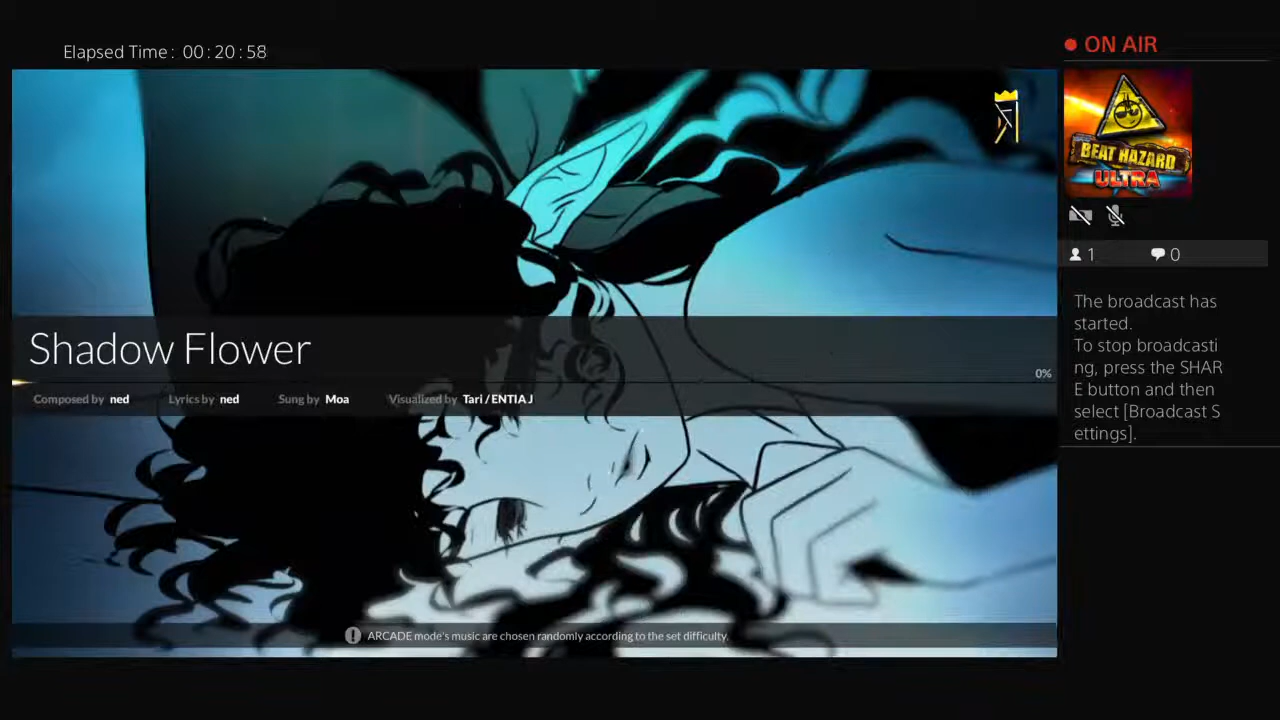 Elapsed Time: 00:20:58
ON AIR
BEAT HAZARD
ULTRA
1 0
The broadcast has
started.
To stop broadcasti
ng, press the SHAR
E button and then
select [Broadcast S
ettings].
Shadow Flower
0%
Composed by ned Lyrics by ned Sung by Moa Visualized by Tari / ENTIA J
ARCADE mode's music are chosen randomly according to the set difficulty.